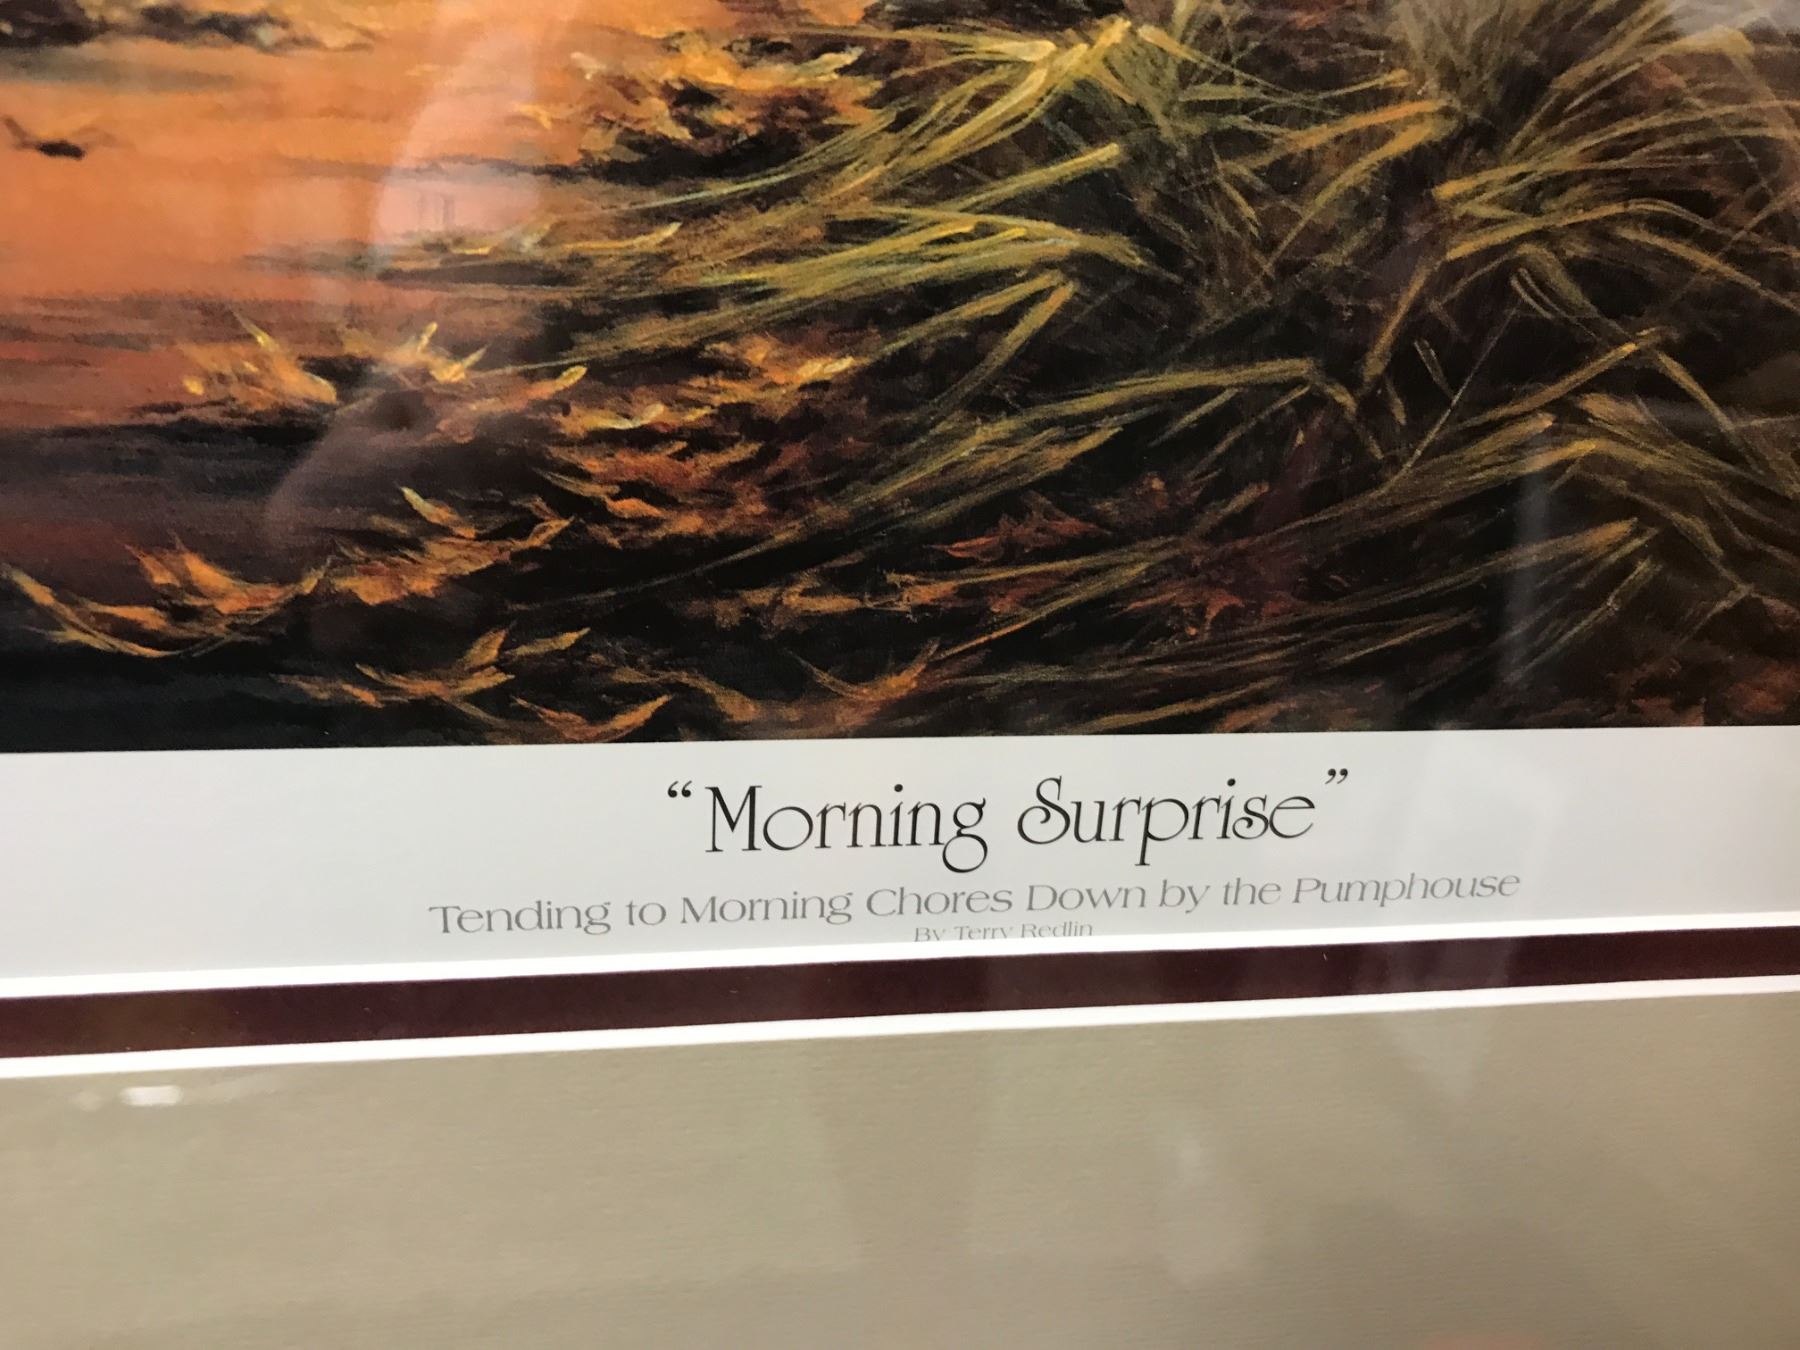 “Morning Surprise”
Tending to Morning Chores Down by the Pumphouse
By Terry Redlin